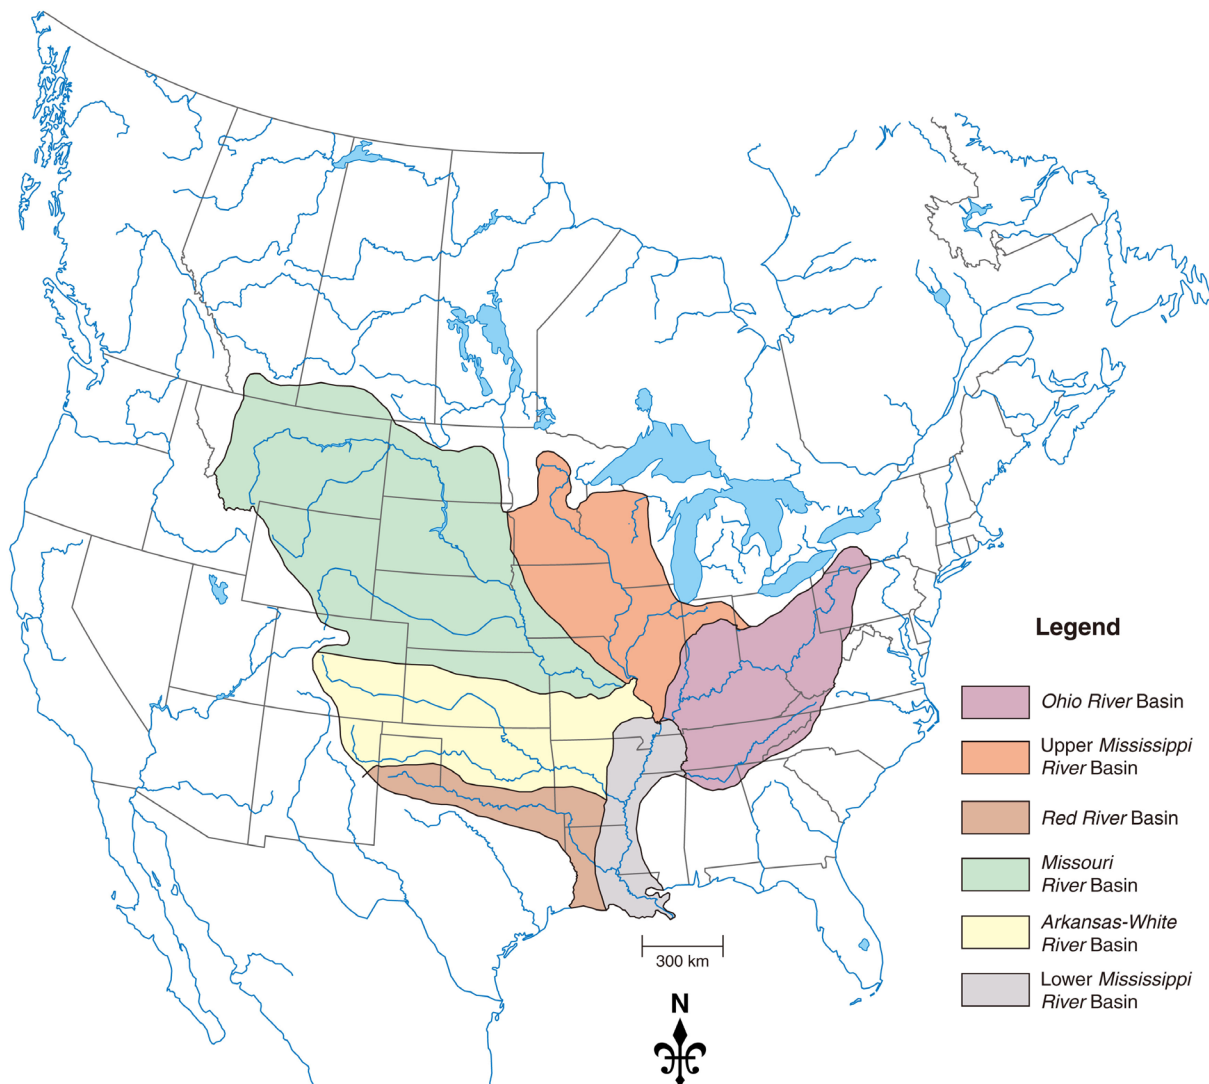 Legend
Ohio River Basin
Upper Mississippi
River Basin
Red River Basin
Missouri
River Basin
Arkansas-White
River Basin
Lower Mississippi
River Basin
300 km
N